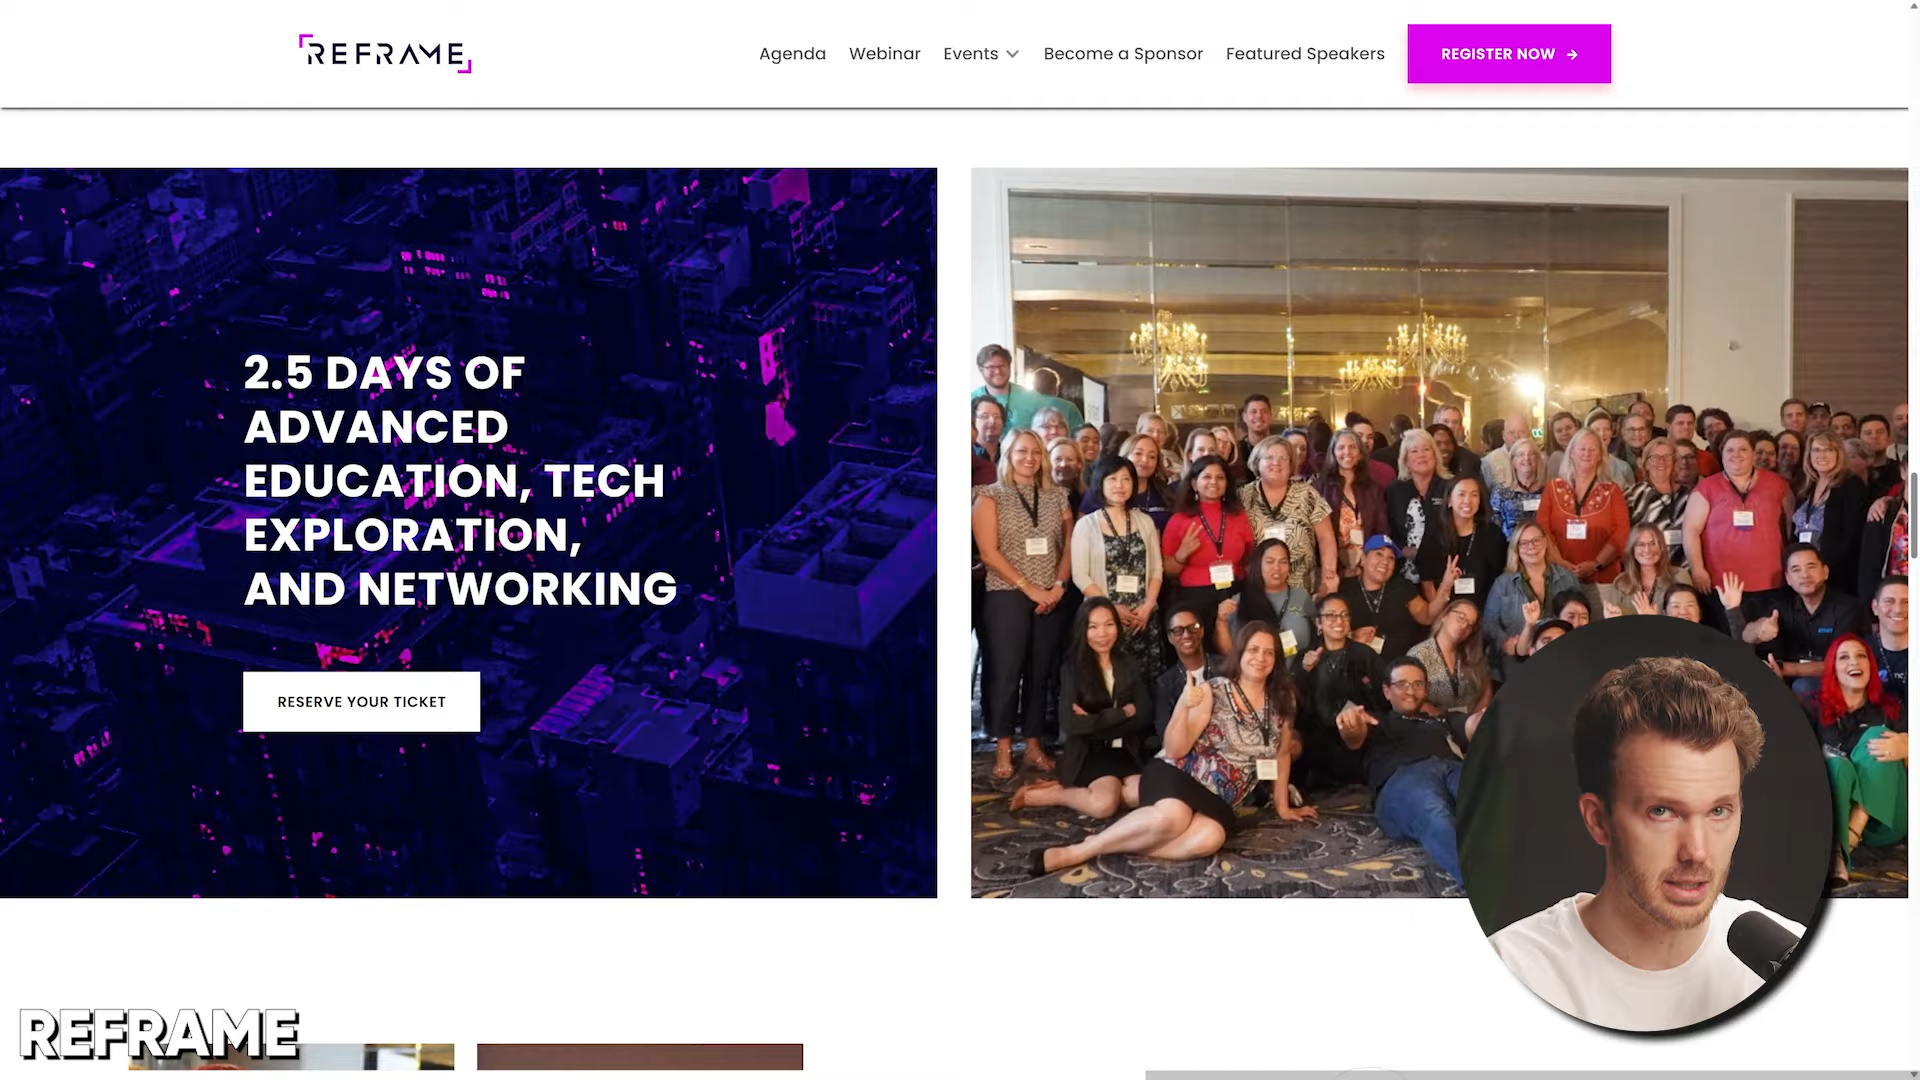 REFRAME
Agenda
Webinar
Events
Become a Sponsor
Featured Speakers
REGISTER NOW →
2.5 DAYS OF
ADVANCED
EDUCATION, TECH
EXPLORATION,
AND NETWORKING
RESERVE YOUR TICKET
REFRAME